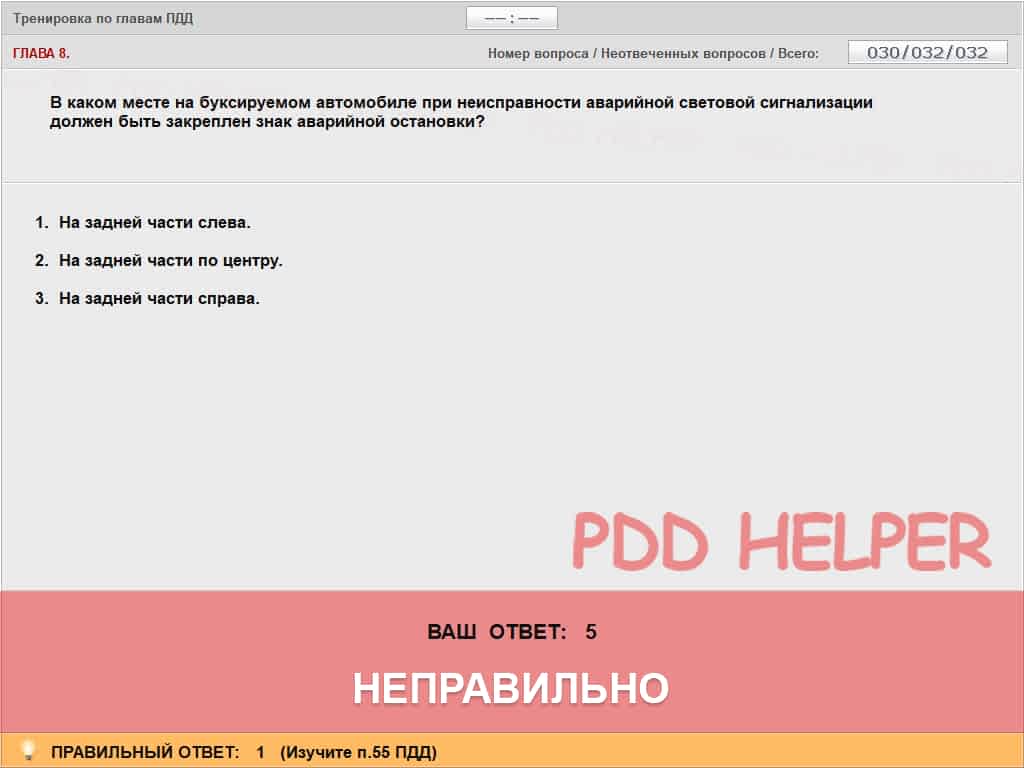 Тренировка по главам ПДД
—— : ——
ГЛАВА 8.
Номер вопроса / Неотвеченных вопросов / Всего:
030/032/032
В каком месте на буксируемом автомобиле при неисправности аварийной световой сигнализации
должен быть закреплен знак аварийной остановки?
1. На задней части слева.
2. На задней части по центру.
3. На задней части справа.
PDD HELPER
ВАШ ОТВЕТ: 5
НЕПРАВИЛЬНО
ПРАВИЛЬНЫЙ ОТВЕТ: 1 (Изучите п.55 ПДД)